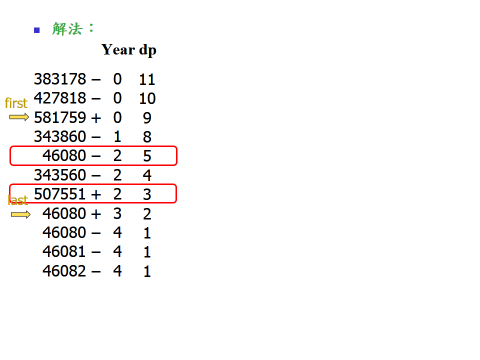 解法：
Year dp
383178 – 0 11
427818 – 0 10
first
581759 + 0 9
343860 – 1 8
46080 – 2 5
343560 – 2 4
507551 + 2 3
last
46080 + 3 2
46080 – 4 1
46081 – 4 1
46082 – 4 1